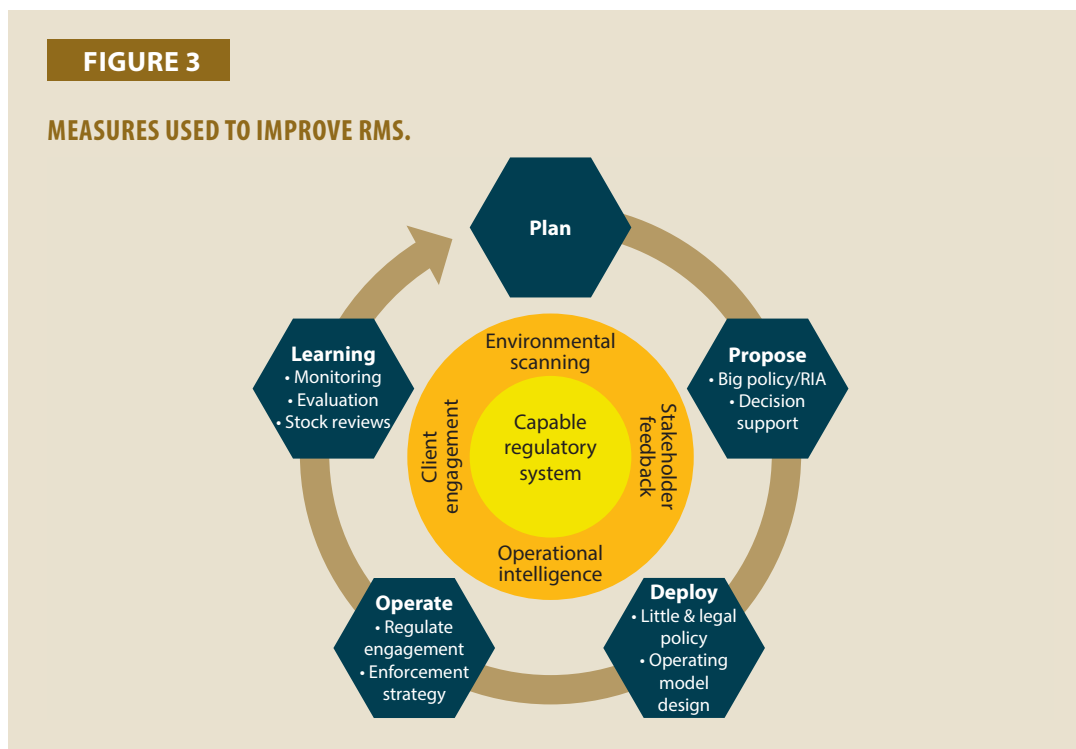 FIGURE 3
MEASURES USED TO IMPROVE RMS.
Plan
Propose
• Big policy/RIA
• Decision
support
Deploy
• Little & legal
policy
• Operating
model
design
Operate
• Regulate
engagement
• Enforcement
strategy
Learning
• Monitoring
• Evaluation
• Stock reviews
Environmental
scanning
Stakeholder
feedback
Operational
intelligence
Client
engagement
Capable
regulatory
system